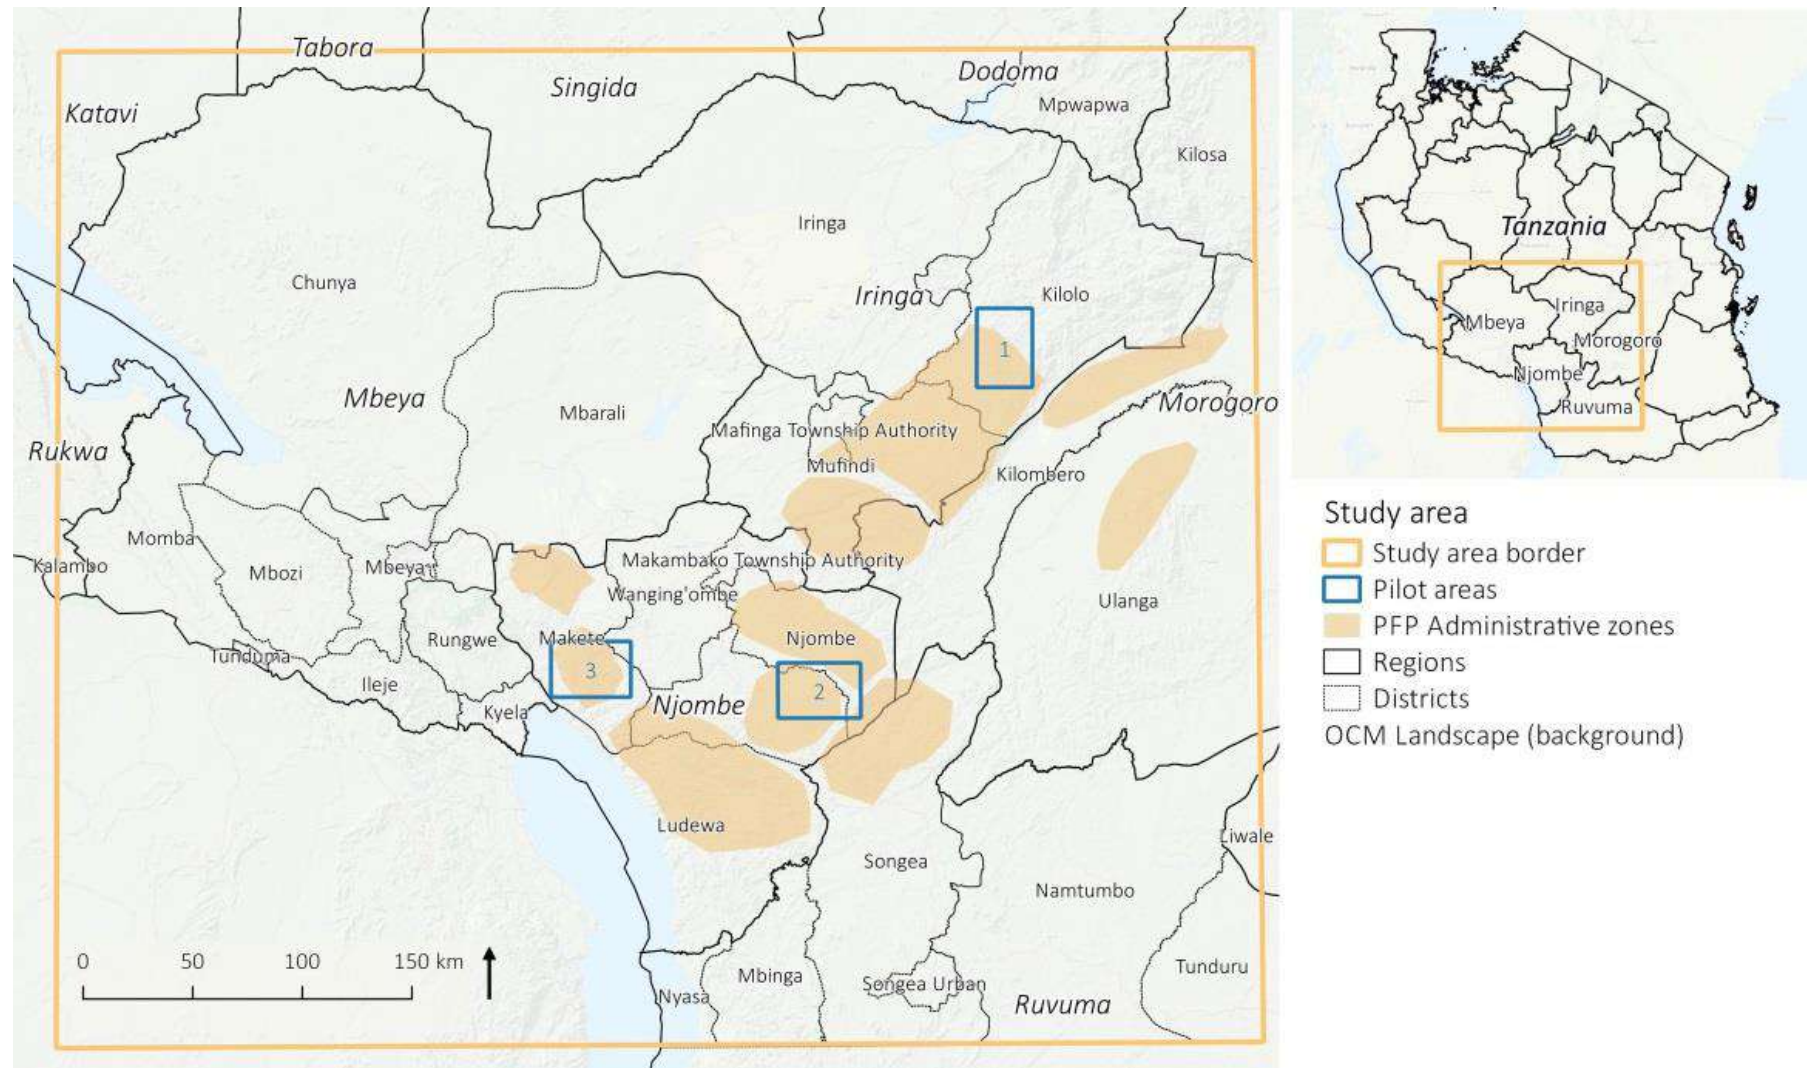 Tabora
Singida
Dodoma
Katavi
Mpwapwa
Kilosa
Iringa
Chunya
Iringa
Kilolo
1
Mbeya
Mbarali
Morogoro
Mafinga Township Authority
Rukwa
Mufindi
Kilombero
Momba
Mbozi
Mbeya
Kalambo
Makambako Township Authority
Wanging'ombe
Ulanga
Rungwe
Makete
Njombe
Tunduma
3
2
Ileje
Njombe
Kyela
Ludewa
Songea
Liwale
Namtumbo
0 50 100 150 km
Mbinga
Songea Urban
Tunduru
Nyasa
Ruvuma
Tanzania
Iringa
Mbeya
Morogoro
Njombe
Ruvuma
Study area
Study area border
Pilot areas
PFP Administrative zones
Regions
Districts
OCM Landscape (background)